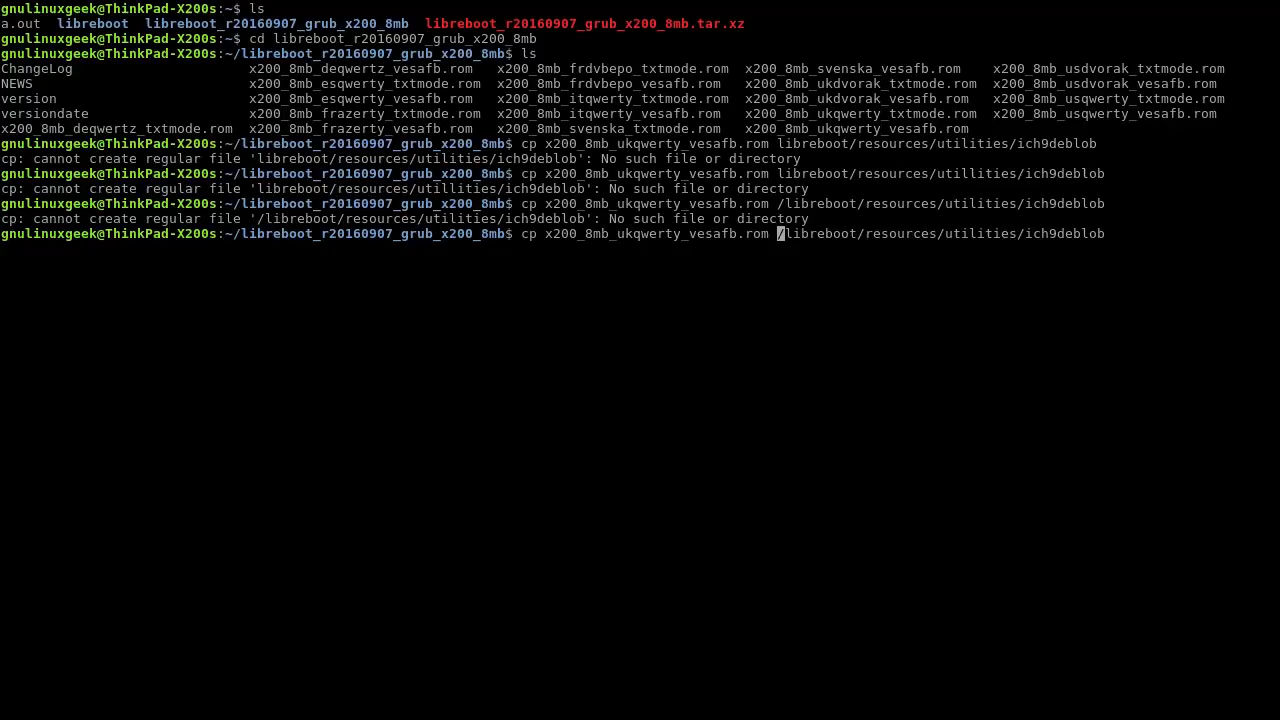 gnulinuxgeek@ThinkPad-X200s:~$ ls
a.out  libreboot  libreboot_r20160907_grub_x200_8mb  libreboot_r20160907_grub_x200_8mb.tar.xz
gnulinuxgeek@ThinkPad-X200s:~$ cd libreboot_r20160907_grub_x200_8mb
gnulinuxgeek@ThinkPad-X200s:~/libreboot_r20160907_grub_x200_8mb$ ls
ChangeLog                      x200_8mb_deqwertz_vesafb.rom   x200_8mb_frdvbepo_txtmode.rom  x200_8mb_svenska_vesafb.rom    x200_8mb_usdvorak_txtmode.rom
NEWS                           x200_8mb_esqwerty_txtmode.rom  x200_8mb_frdvbepo_vesafb.rom   x200_8mb_ukdvorak_txtmode.rom  x200_8mb_usdvorak_vesafb.rom
version                        x200_8mb_esqwerty_vesafb.rom   x200_8mb_itqwerty_txtmode.rom  x200_8mb_ukdvorak_vesafb.rom   x200_8mb_usqwerty_txtmode.rom
versiondate                    x200_8mb_frazerty_txtmode.rom  x200_8mb_itqwerty_vesafb.rom   x200_8mb_ukqwerty_txtmode.rom  x200_8mb_usqwerty_vesafb.rom
x200_8mb_deqwertz_txtmode.rom  x200_8mb_frazerty_vesafb.rom   x200_8mb_svenska_txtmode.rom   x200_8mb_ukqwerty_vesafb.rom
gnulinuxgeek@ThinkPad-X200s:~/libreboot_r20160907_grub_x200_8mb$ cp x200_8mb_ukqwerty_vesafb.rom libreboot/resources/utilities/ich9deblob
cp: cannot create regular file 'libreboot/resources/utilities/ich9deblob': No such file or directory
gnulinuxgeek@ThinkPad-X200s:~/libreboot_r20160907_grub_x200_8mb$ cp x200_8mb_ukqwerty_vesafb.rom libreboot/resources/utillities/ich9deblob
cp: cannot create regular file 'libreboot/resources/utillities/ich9deblob': No such file or directory
gnulinuxgeek@ThinkPad-X200s:~/libreboot_r20160907_grub_x200_8mb$ cp x200_8mb_ukqwerty_vesafb.rom /libreboot/resources/utilities/ich9deblob
cp: cannot create regular file '/libreboot/resources/utilities/ich9deblob': No such file or directory
gnulinuxgeek@ThinkPad-X200s:~/libreboot_r20160907_grub_x200_8mb$ cp x200_8mb_ukqwerty_vesafb.rom /libreboot/resources/utilities/ich9deblob